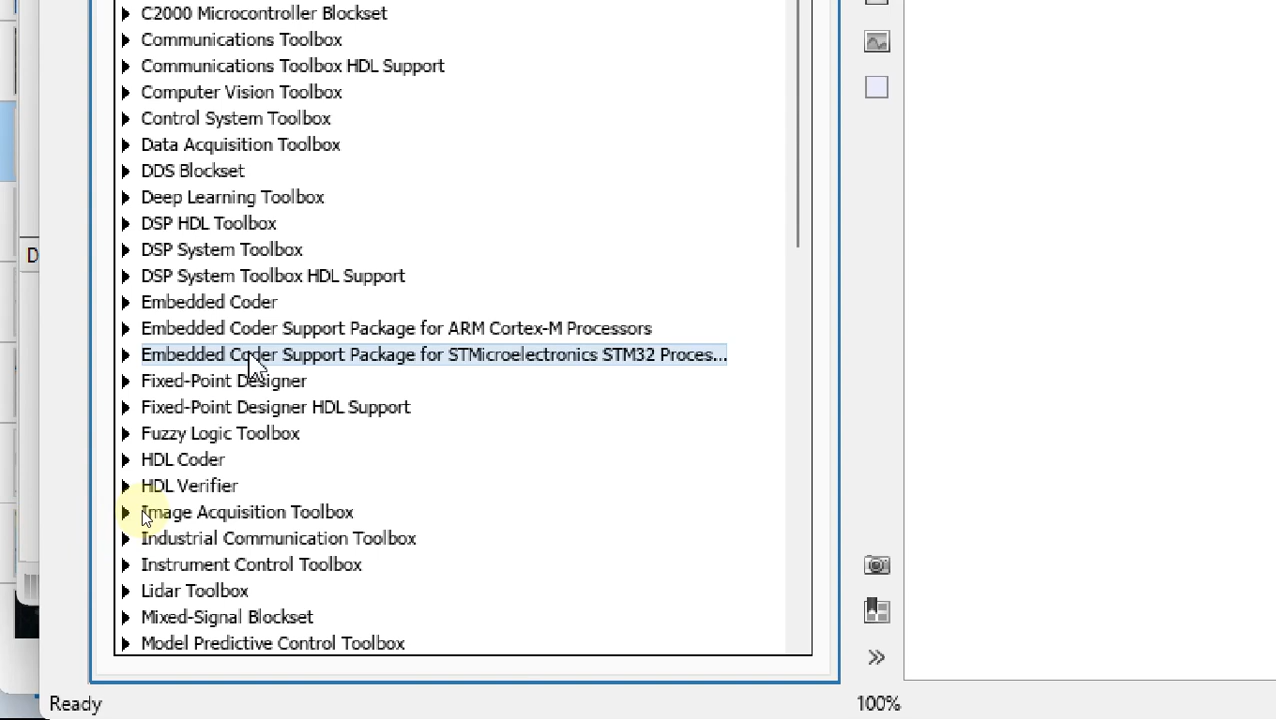 C2000 Microcontroller Blockset
Communications Toolbox
Communications Toolbox HDL Support
Computer Vision Toolbox
Control System Toolbox
Data Acquisition Toolbox
DDS Blockset
Deep Learning Toolbox
DSP HDL Toolbox
DSP System Toolbox
D
DSP System Toolbox HDL Support
Embedded Coder
Embedded Coder Support Package for ARM Cortex-M Processors
Embedded Coder Support Package for STMicroelectronics STM32 Proces...
Fixed-Point Designer
Fixed-Point Designer HDL Support
Fuzzy Logic Toolbox
HDL Coder
HDL Verifier
Image Acquisition Toolbox
Industrial Communication Toolbox
Instrument Control Toolbox
Lidar Toolbox
Mixed-Signal Blockset
Model Predictive Control Toolbox
Ready
100%